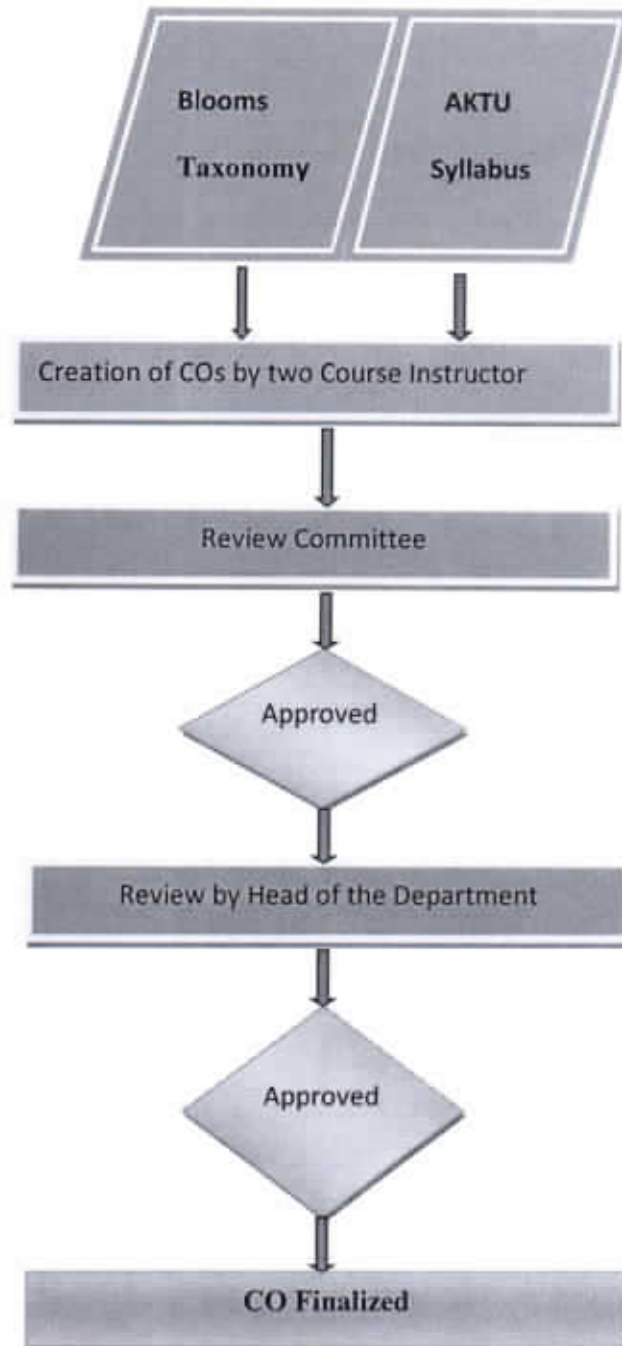 Blooms
Taxonomy
AKTU
Syllabus
Creation of COs by two Course Instructor
Review Committee
Approved
Review by Head of the Department
Approved
CO Finalized